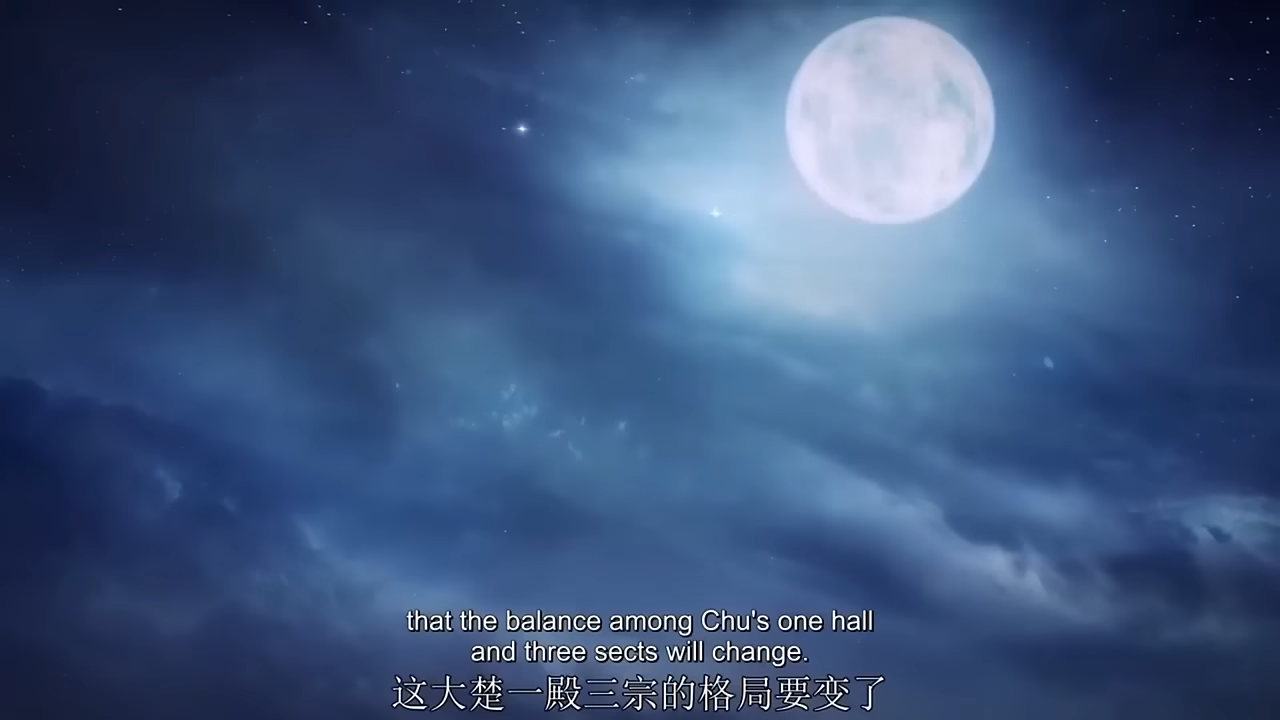 that the balance among Chu's one hall
and three sects will change.
这大楚一殿三宗的格局要变了